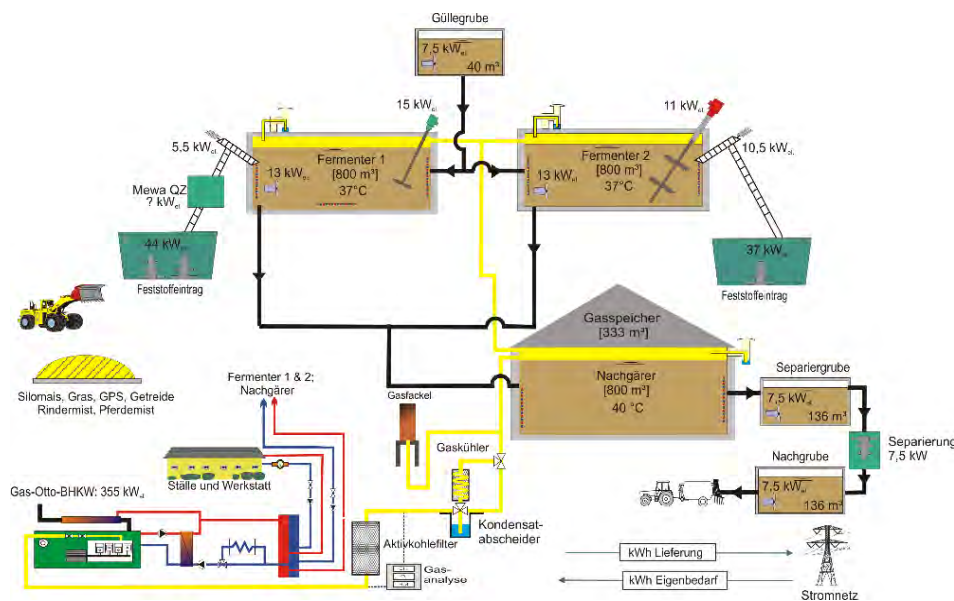 Güllegrube
7,5 kWel.
40 m³
15 kWel.
11 kWel.
5,5 kWel.
10,5 kWel.
Fermenter 1
[800 m³]
37°C
13 kWel.
Fermenter 2
[800 m³]
37°C
13 kWel.
Mewa QZ
? kWel
44 kWel.
Feststoffeintrag
37 kWel.
Feststoffeintrag
Gasspeicher
[333 m³]
Nachgärer
[800 m³]
40 °C
Separiergrube
7,5 kWel.
136 m³
Separierung
7,5 kW
Nachgrube
7,5 kWel.
136 m³
Silomais, Gras, GPS, Getreide
Rindermist, Pferdemist
Fermenter 1 & 2;
Nachgärer
Gasfackel
Gaskühler
Ställe und Werkstatt
Gas-Otto-BHKW: 355 kWel
Kondensat-
abscheider
Aktivkohlefilter
Gas-
analyse
kWh Lieferung
kWh Eigenbedarf
Stromnetz